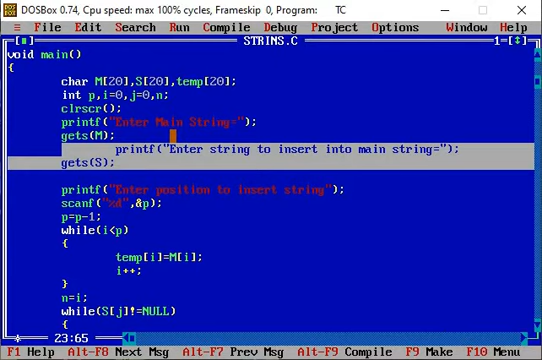 DOSBox 0.74, Cpu speed: max 100% cycles, Frameskip 0, Program: TC
≡ File Edit Search Run Compile Debug Project Options Window Help
[■] STRINS.C 1=[↕]
void main()
{
char M[20],S[20],temp[20];
int p,i=0,j=0,n;
clrscr();
printf("Enter Main String=");
gets(M);
printf("Enter string to insert into main string=");
gets(S);
printf("Enter position to insert string");
scanf("%d",&p);
p=p-1;
while(i<p)
{
temp[i]=M[i];
i++;
}
n=i;
while(S[j]!=NULL)
{
23:65
F1 Help Alt-F8 Next Msg Alt-F7 Prev Msg Alt-F9 Compile F9 Make F10 Menu